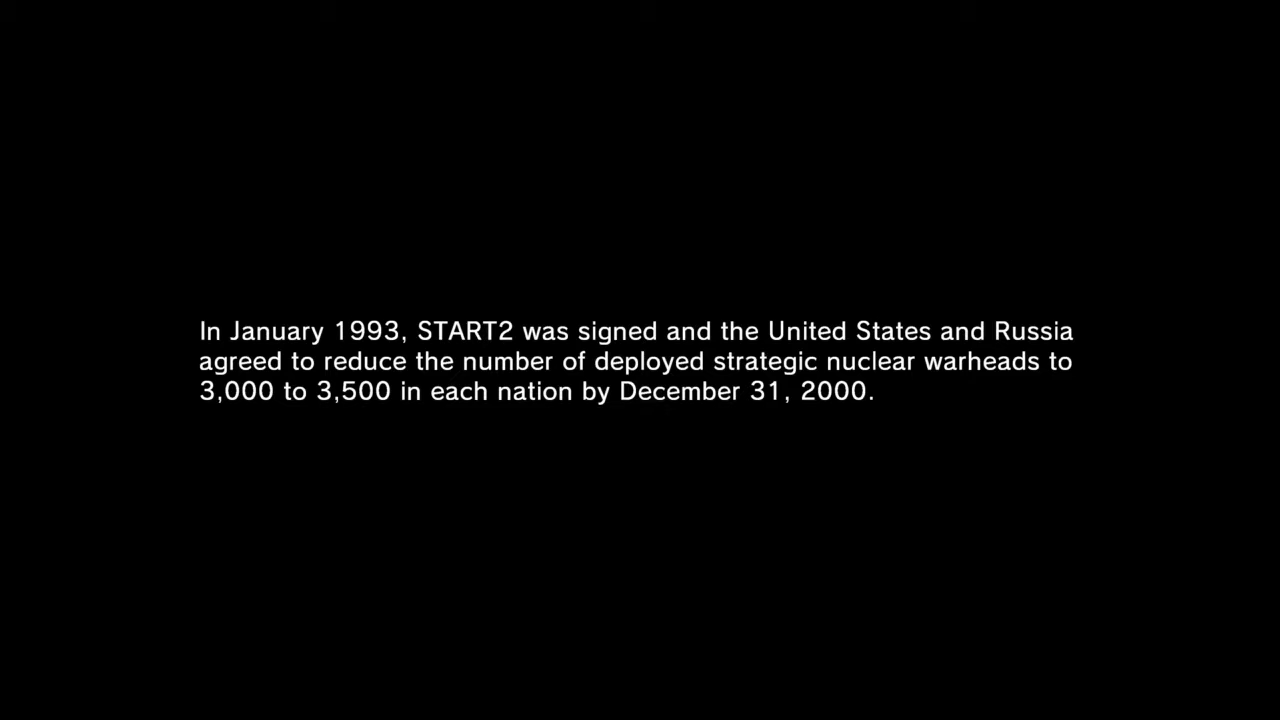 In January 1993, START2 was signed and the United States and Russia
agreed to reduce the number of deployed strategic nuclear warheads to
3,000 to 3,500 in each nation by December 31, 2000.